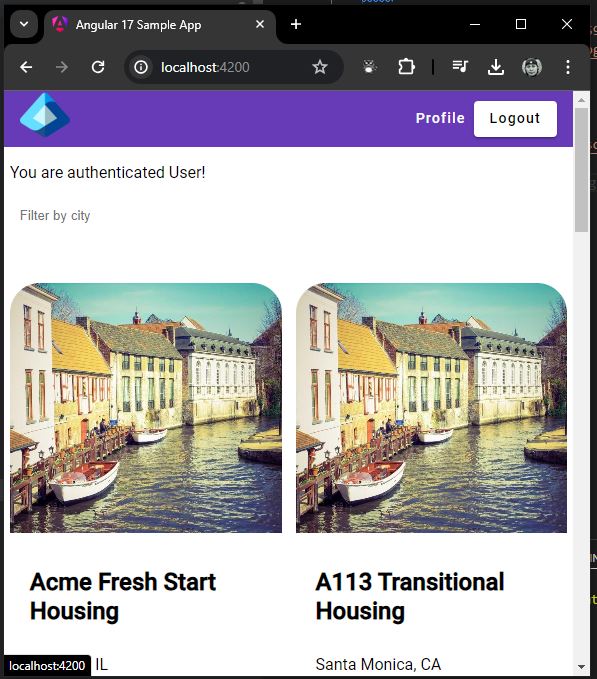 Angular 17 Sample App
localhost:4200
Profile Logout
You are authenticated User!
Filter by city
Acme Fresh Start
Housing
A113 Transitional
Housing
IL
Santa Monica, CA
localhost:4200